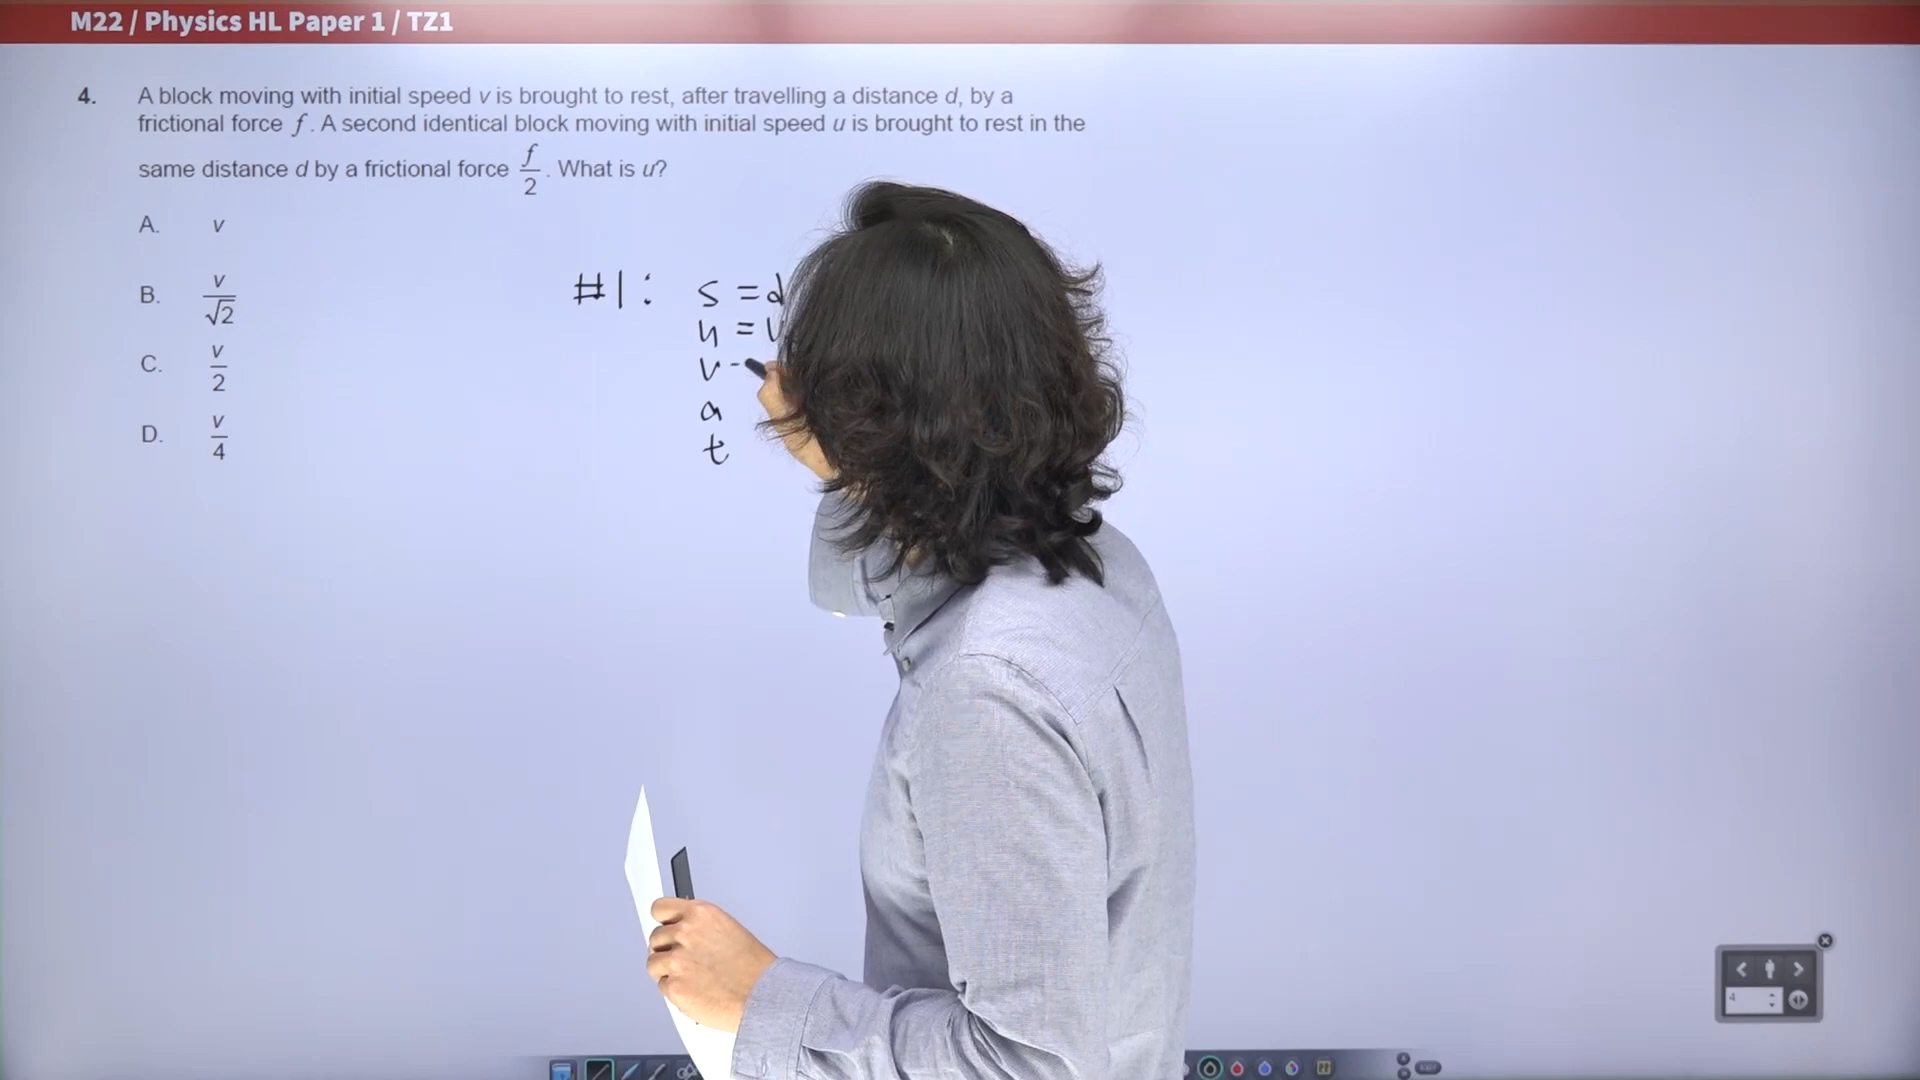 M22 / Physics HL Paper 1 / TZ1
4. A block moving with initial speed v is brought to rest, after travelling a distance d, by a
frictional force f. A second identical block moving with initial speed u is brought to rest in the
same distance d by a frictional force f/2. What is u?
A. v
B. v/√2
C. v/2
D. v/4
#1: s = d
u = v
v -
a
t
4